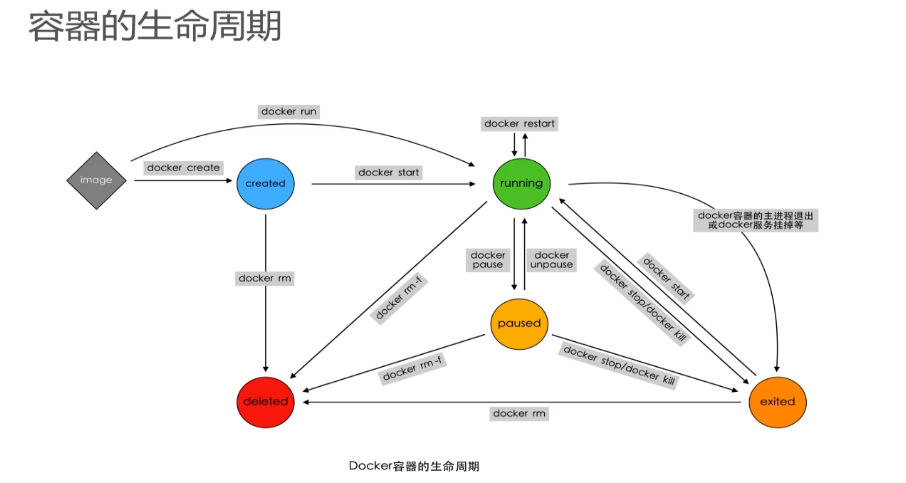 容器的生命周期
docker run
docker restart
image
docker create
created
docker start
running
docker容器的主进程退出
或docker服务挂掉等
docker rm
docker rm-f
docker
pause
docker
unpause
docker start
docker stop/docker kill
paused
docker rm-f
docker stop/docker kill
deleted
docker rm
exited
Docker容器的生命周期